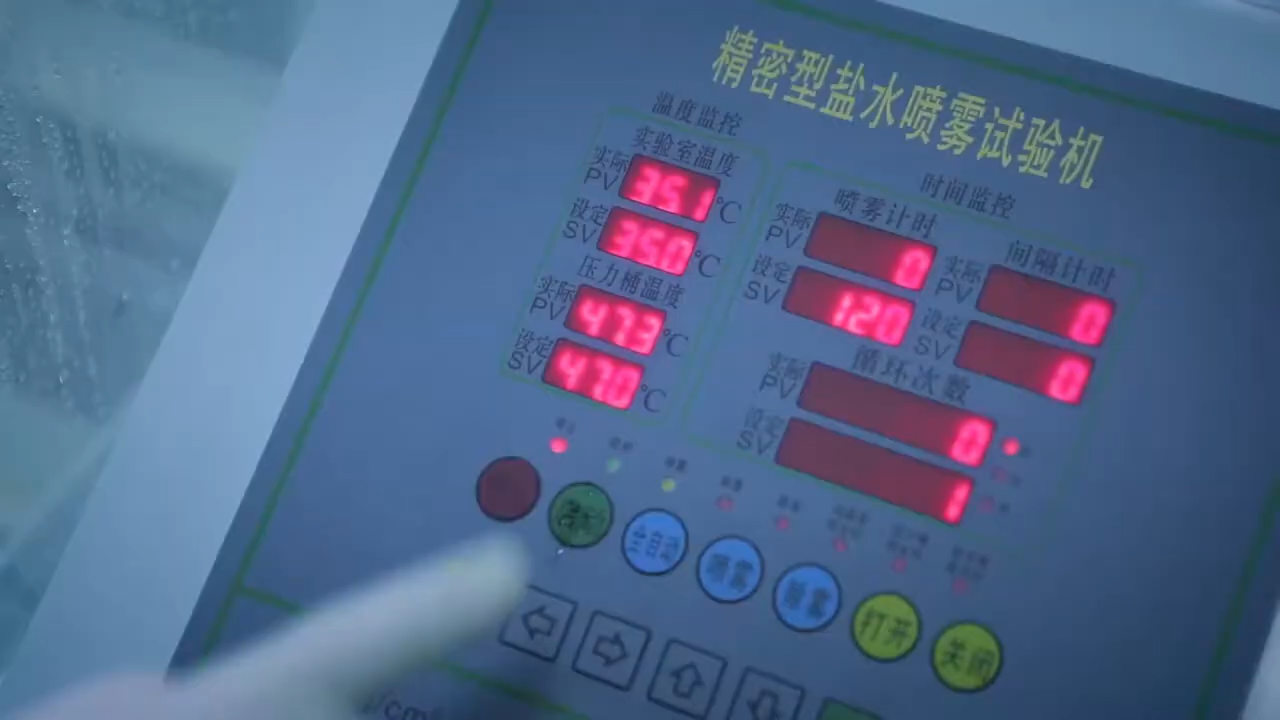 精密型盐水喷雾试验机
温度监控
实验室温度
实际 PV 35.1 ℃
设定 SV 35.0 ℃
压力桶温度
实际 PV 47.3 ℃
设定 SV 47.0 ℃
时间监控
喷雾计时
实际 PV 0
设定 SV 120
间隔计时
实际 PV 0
设定 SV 0
循环次数
实际 PV 0
设定 SV 1
喷雾
除雾
打开
关闭